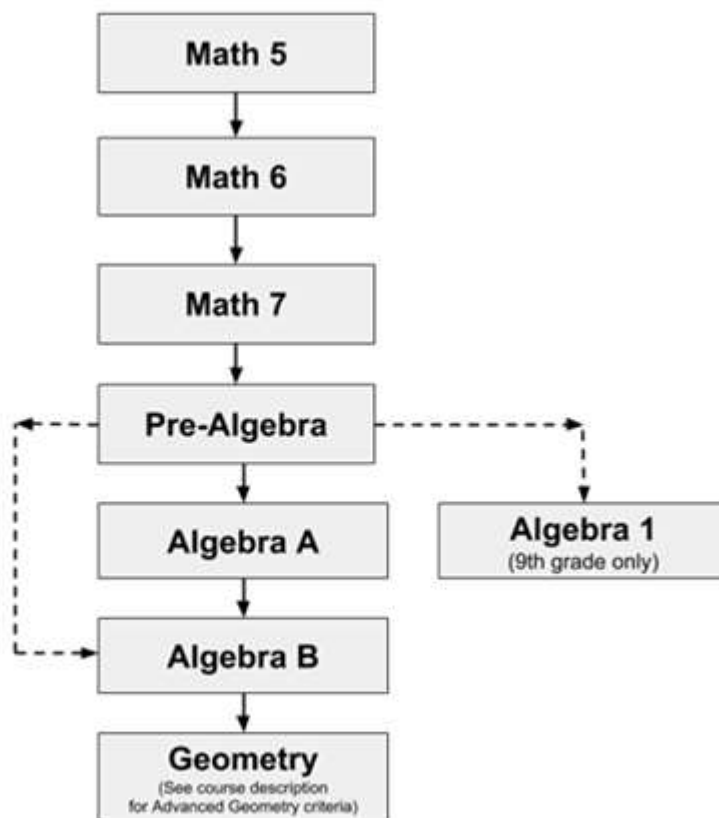 Math 5
Math 6
Math 7
Pre-Algebra
Algebra A
Algebra 1
(9th grade only)
Algebra B
Geometry
(See course description
for Advanced Geometry criteria)